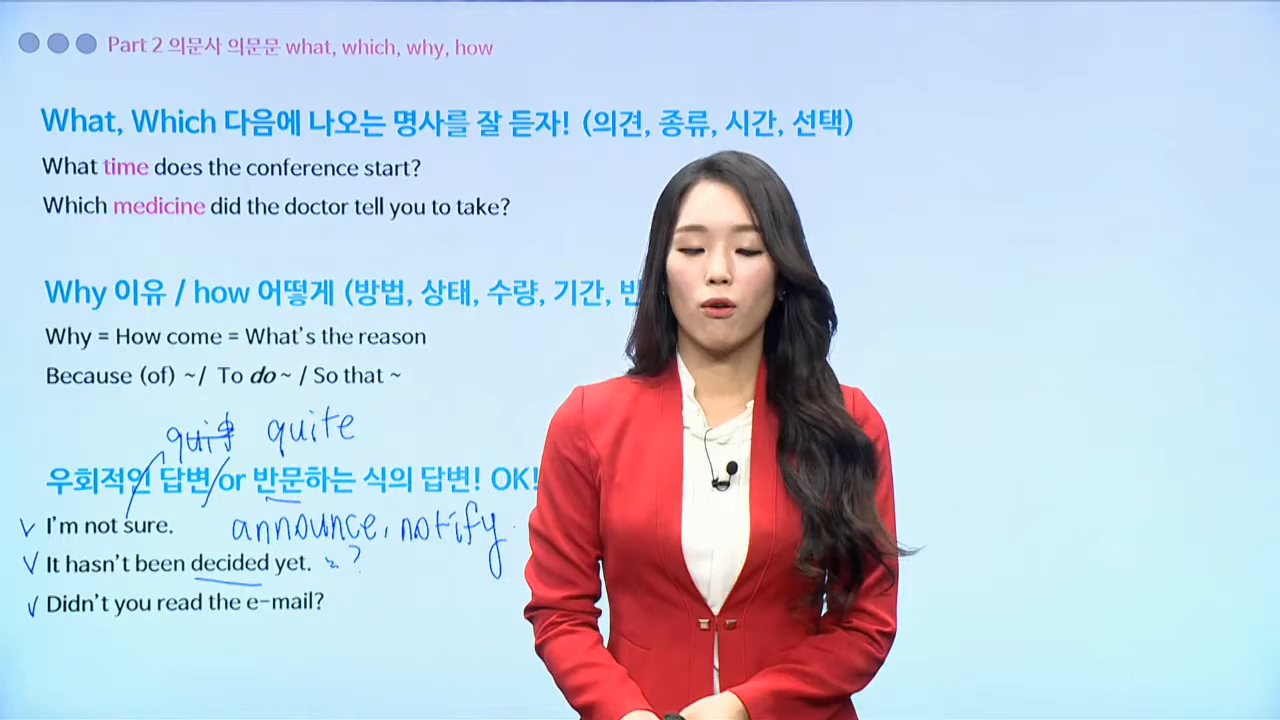 Part 2 의문사 의문문 what, which, why, how
What, Which 다음에 나오는 명사를 잘 듣자! (의견, 종류, 시간, 선택)
What time does the conference start?
Which medicine did the doctor tell you to take?
Why 이유 / how 어떻게 (방법, 상태, 수량, 기간,
Why = How come = What's the reason
Because (of) ~/ To do ~ / So that ~
quite
우회적인 답변 or 반문하는 식의 답변! OK!
I'm not sure. announce, notify
It hasn't been decided yet. ?
Didn't you read the e-mail?